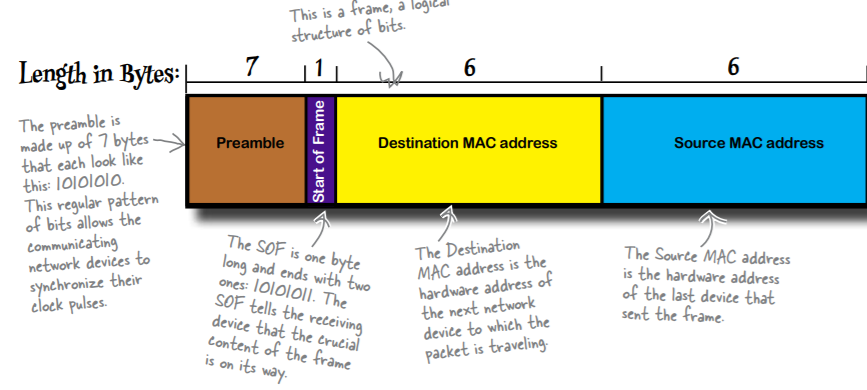 This is a frame, a logical
structure of bits.
Length in Bytes:
7
1
6
6
Preamble
Start of Frame
Destination MAC address
Source MAC address
The preamble is
made up of 7 bytes
that each look like
this: 10101010.
This regular pattern
of bits allows the
communicating
network devices to
synchronize their
clock pulses.
The SOF is one byte
long and ends with two
ones: 10101011. The
SOF tells the receiving
device that the crucial
content of the frame
is on its way.
The Destination
MAC address is the
hardware address of
the next network
device to which the
packet is traveling.
The Source MAC address
is the hardware address
of the last device that
sent the frame.